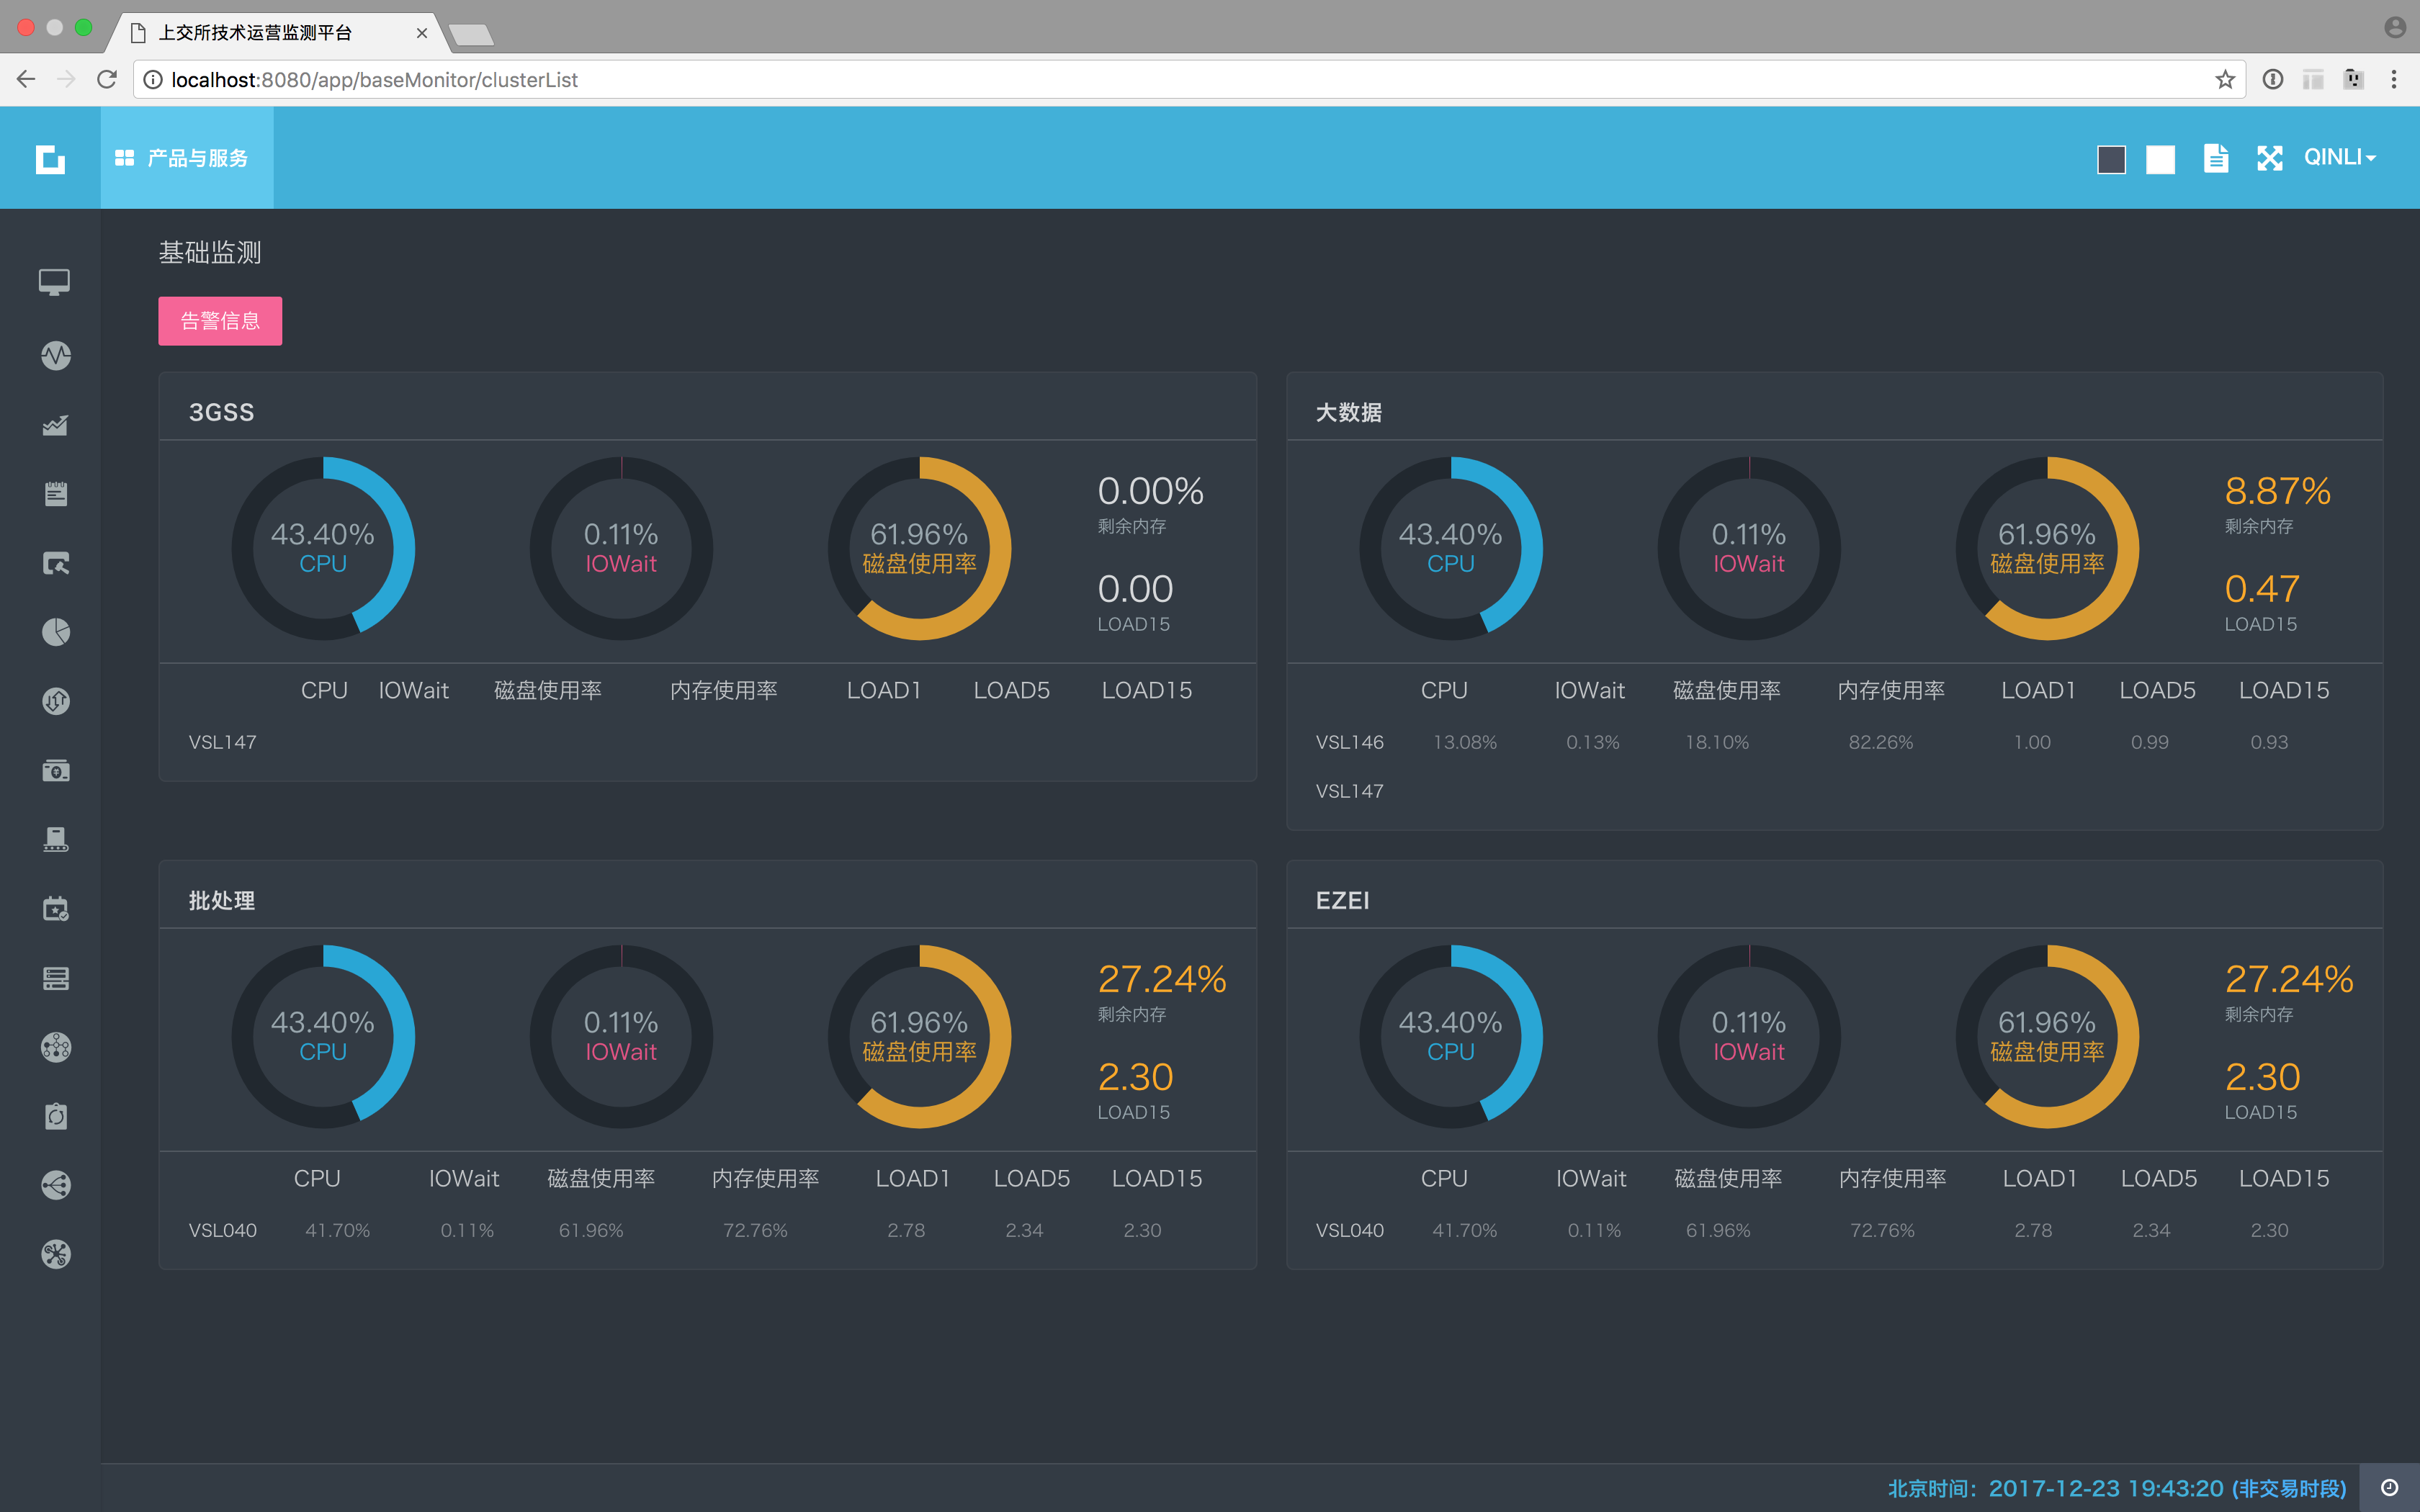 上交所技术运营监测平台
localhost:8080/app/baseMonitor/clusterList
产品与服务
QINLI
基础监测
告警信息
3GSS
43.40%
CPU
0.11%
IOWait
61.96%
磁盘使用率
0.00%
剩余内存
0.00
LOAD15
CPU IOWait 磁盘使用率 内存使用率 LOAD1 LOAD5 LOAD15
VSL147
大数据
43.40%
CPU
0.11%
IOWait
61.96%
磁盘使用率
8.87%
剩余内存
0.47
LOAD15
CPU IOWait 磁盘使用率 内存使用率 LOAD1 LOAD5 LOAD15
VSL146 13.08% 0.13% 18.10% 82.26% 1.00 0.99 0.93
VSL147
批处理
43.40%
CPU
0.11%
IOWait
61.96%
磁盘使用率
27.24%
剩余内存
2.30
LOAD15
CPU IOWait 磁盘使用率 内存使用率 LOAD1 LOAD5 LOAD15
VSL040 41.70% 0.11% 61.96% 72.76% 2.78 2.34 2.30
EZEI
43.40%
CPU
0.11%
IOWait
61.96%
磁盘使用率
27.24%
剩余内存
2.30
LOAD15
CPU IOWait 磁盘使用率 内存使用率 LOAD1 LOAD5 LOAD15
VSL040 41.70% 0.11% 61.96% 72.76% 2.78 2.34 2.30
北京时间：2017-12-23 19:43:20 (非交易时段)